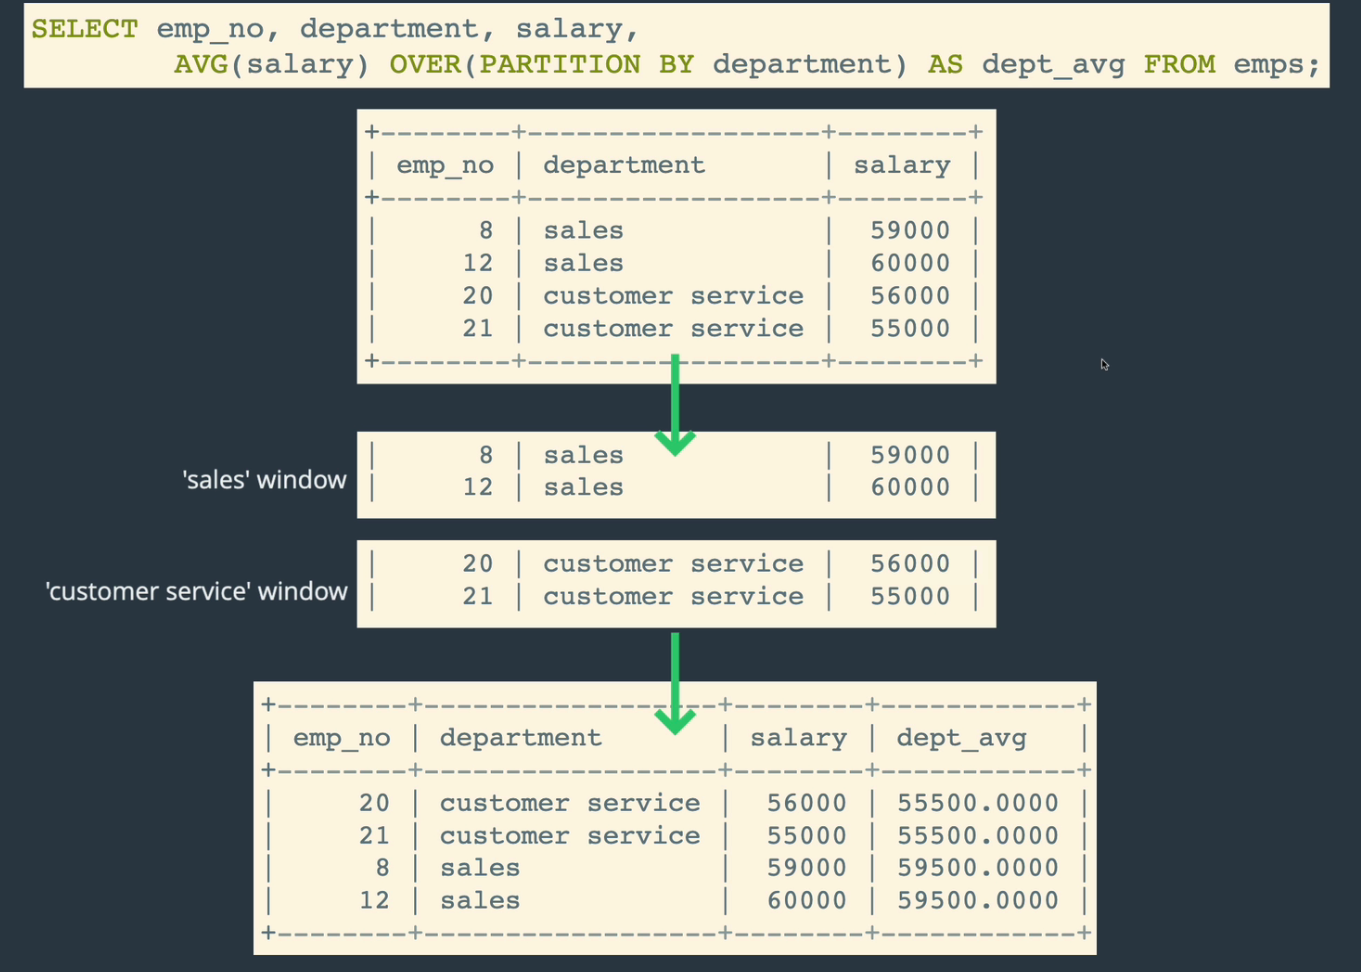 SELECT emp_no, department, salary,
AVG(salary) OVER(PARTITION BY department) AS dept_avg FROM emps;
+--------+------------------+--------+
| emp_no | department | salary |
+--------+------------------+--------+
| 8 | sales | 59000 |
| 12 | sales | 60000 |
| 20 | customer service | 56000 |
| 21 | customer service | 55000 |
+--------+------------------+--------+
'sales' window
| 8 | sales | 59000 |
| 12 | sales | 60000 |
'customer service' window
| 20 | customer service | 56000 |
| 21 | customer service | 55000 |
+--------+------------------+--------+------------+
| emp_no | department | salary | dept_avg |
+--------+------------------+--------+------------+
| 20 | customer service | 56000 | 55500.0000 |
| 21 | customer service | 55000 | 55500.0000 |
| 8 | sales | 59000 | 59500.0000 |
| 12 | sales | 60000 | 59500.0000 |
+--------+------------------+--------+------------+